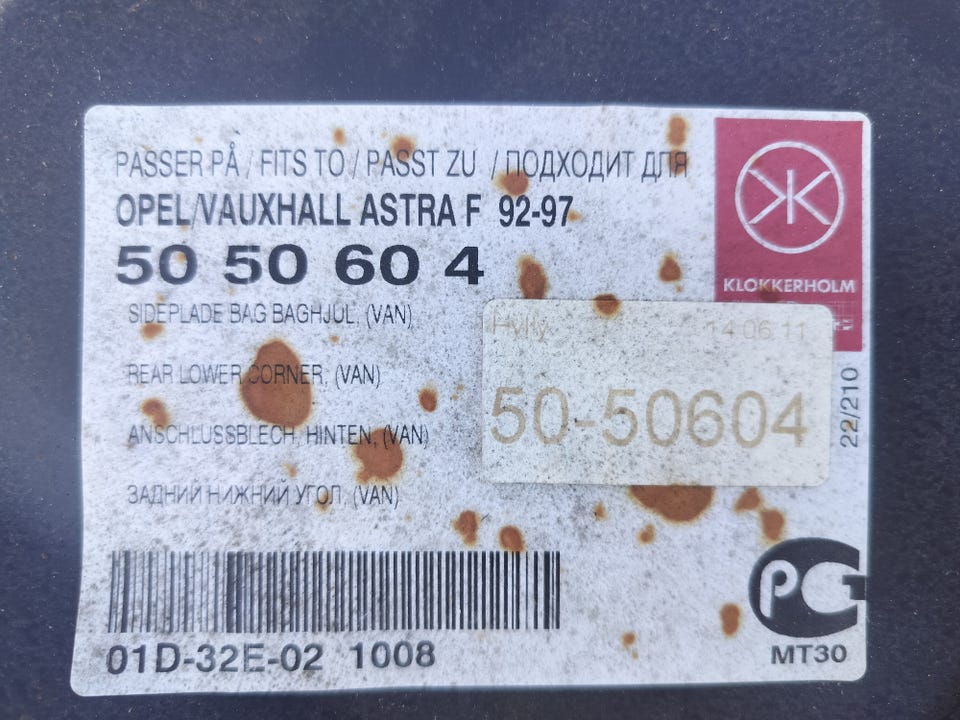 PASSER PÅ / FITS TO / PASST ZU / ПОДХОДИТ ДЛЯ
OPEL/VAUXHALL ASTRA F 92-97
50 50 60 4
KLOKKERHOLM
SIDEPLADE BAG BAGHJUL, (VAN)
Hylly 14.06.11
REAR LOWER CORNER, (VAN)
50-50604
22/210
ANSCHLUSSBLECH, HINTEN, (VAN)
ЗАДНИЙ НИЖНИЙ УГОЛ, (VAN)
01D-32E-02 1008
РСТ
MT30